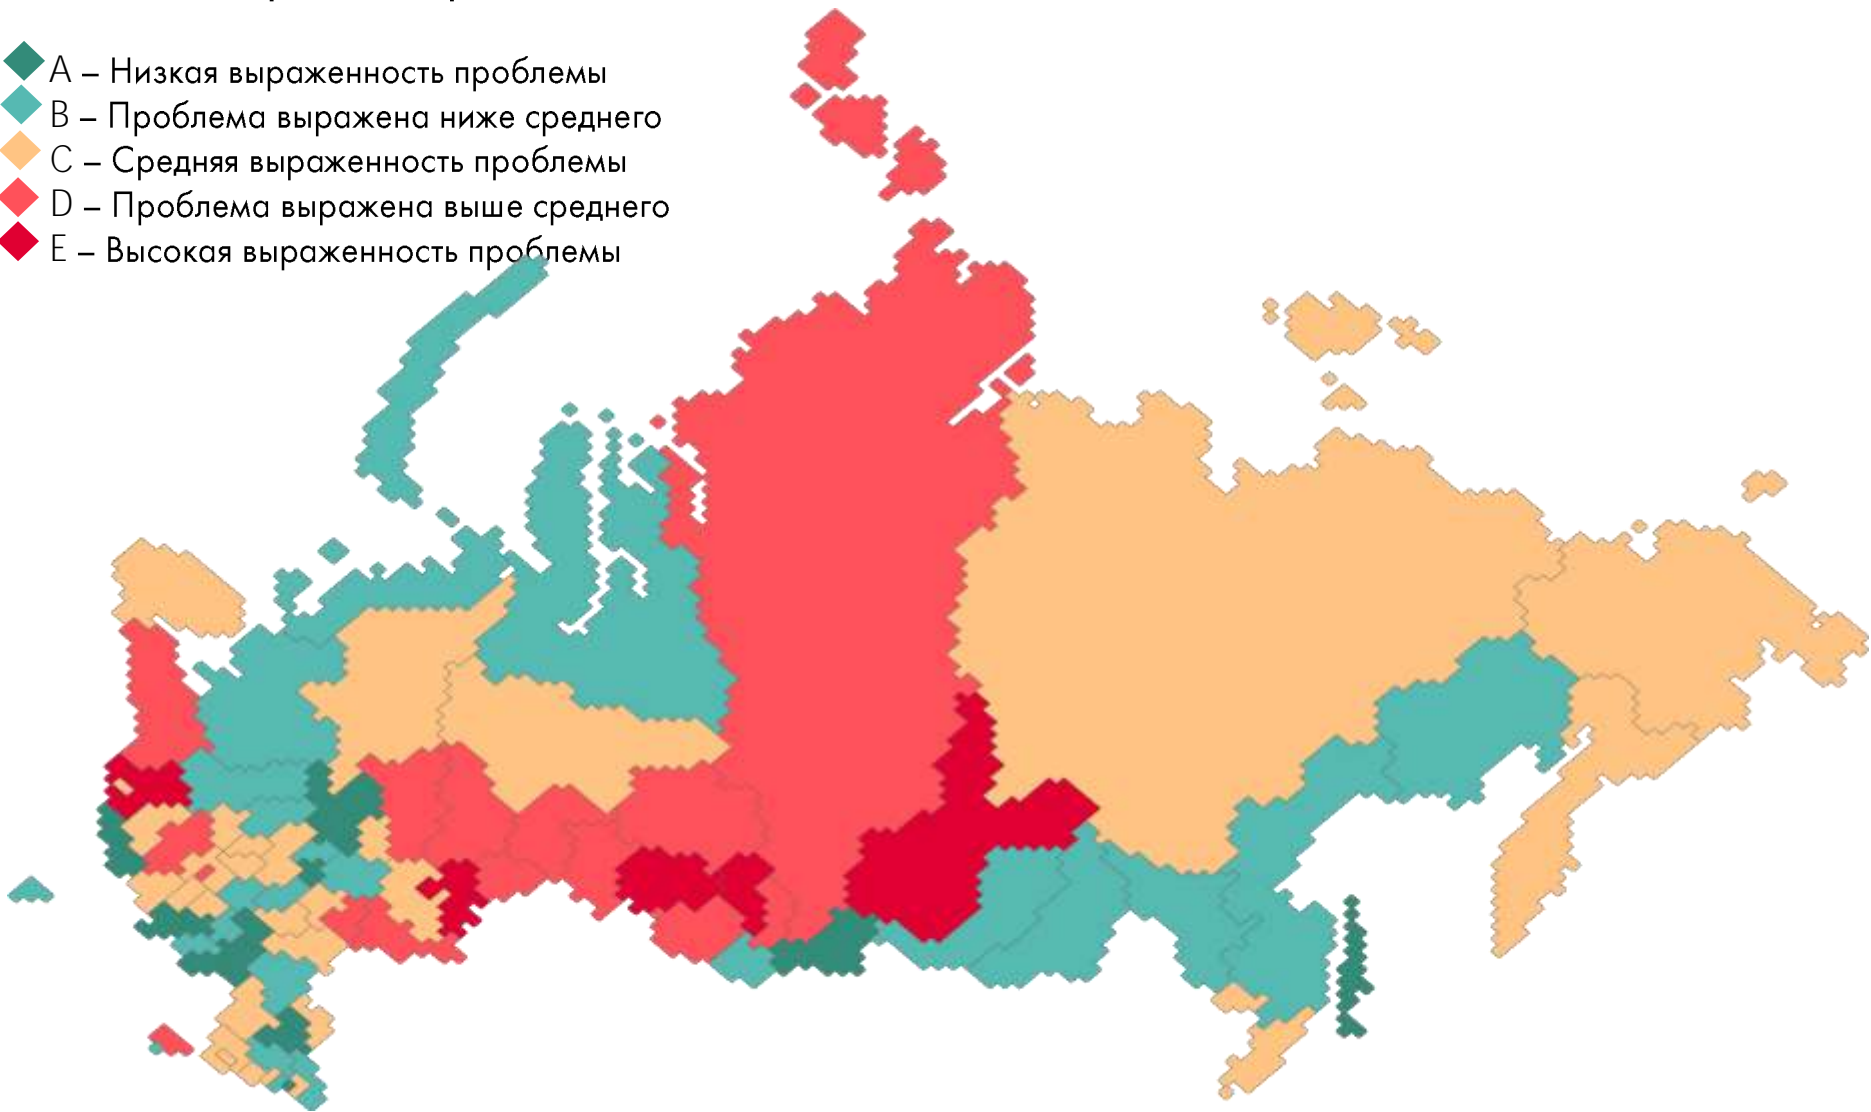 A – Низкая выраженность проблемы
B – Проблема выражена ниже среднего
C – Средняя выраженность проблемы
D – Проблема выражена выше среднего
E – Высокая выраженность проблемы